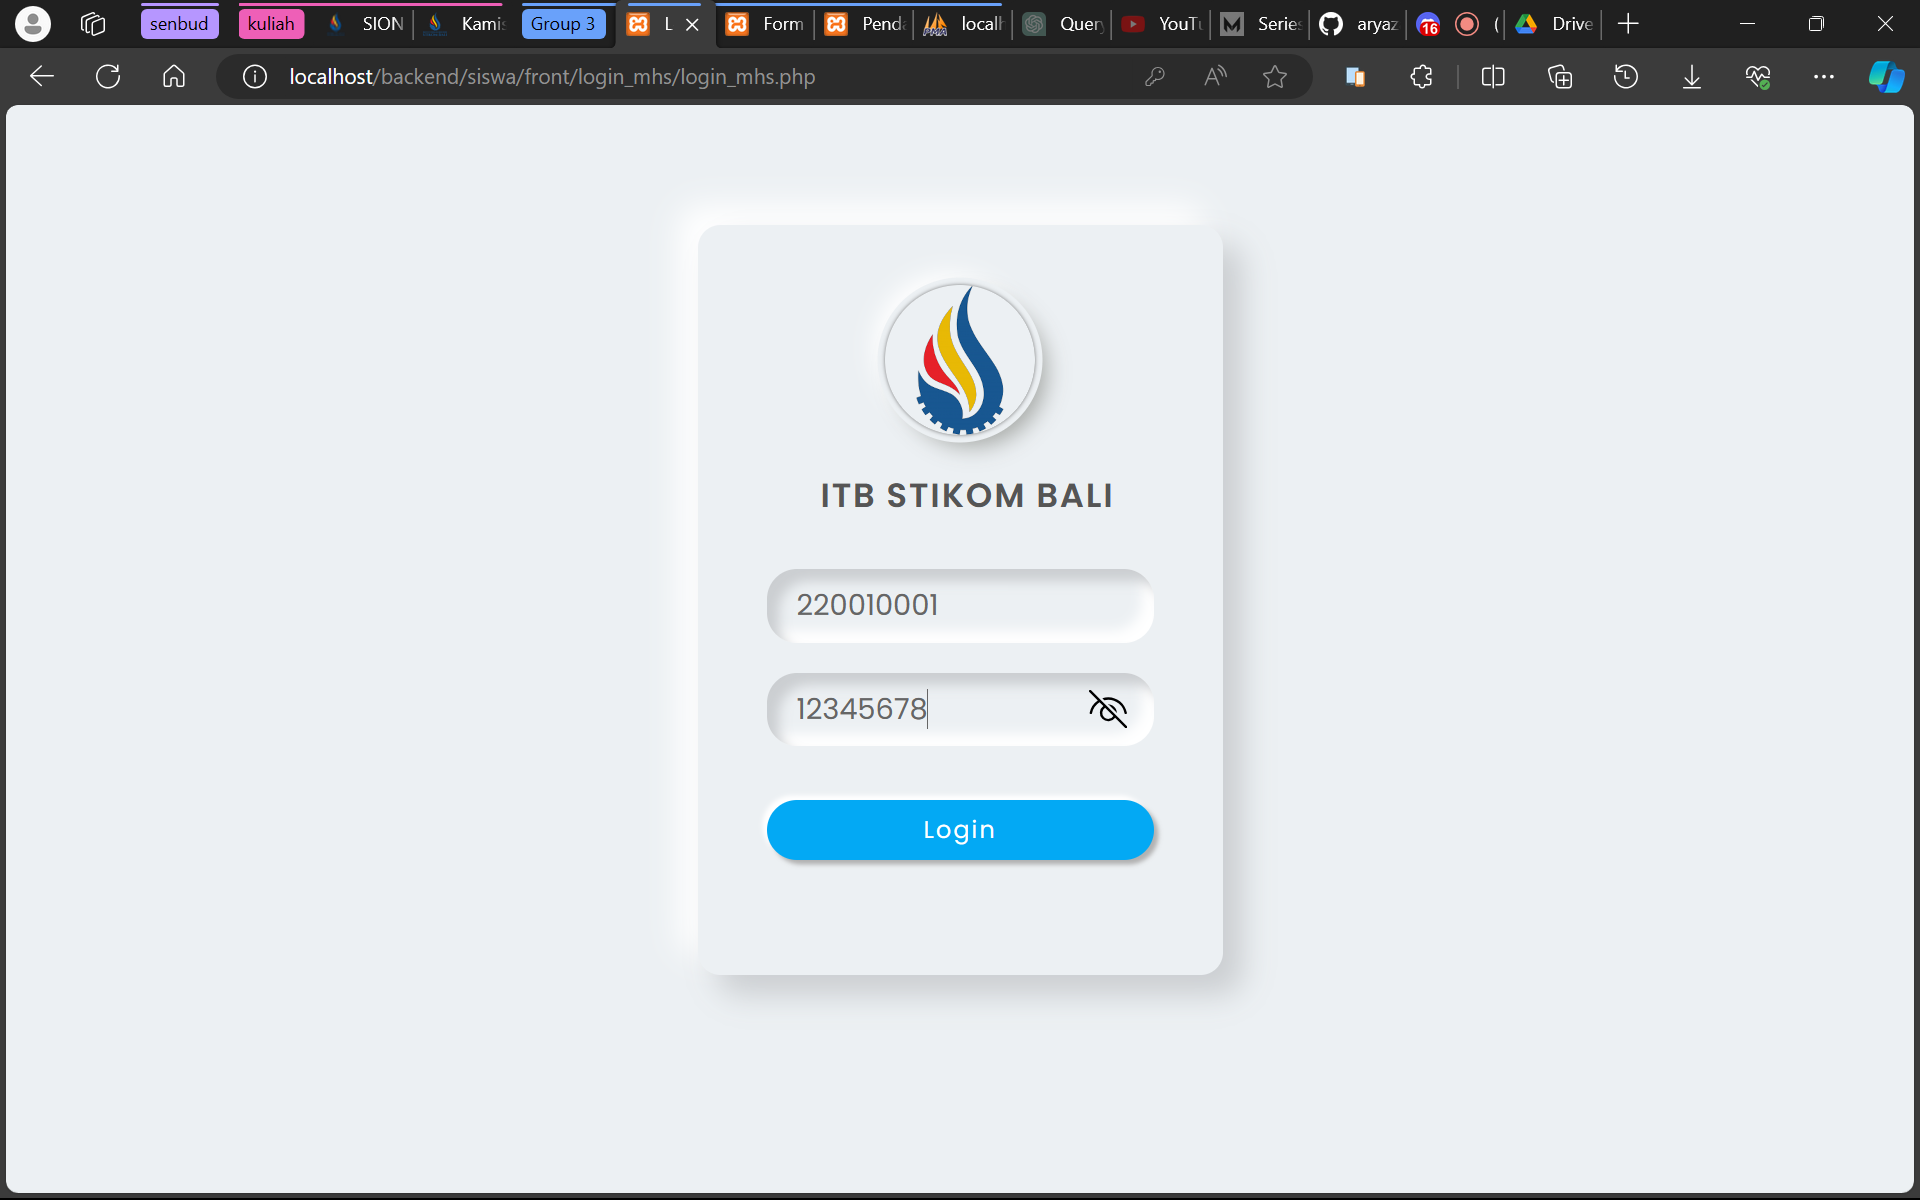 senbud
kuliah
SION
Kamis
Group 3
L
Form
Penda
localh
Query
YouTu
Series
aryaz
16
(
Drive
localhost/backend/siswa/front/login_mhs/login_mhs.php
ITB STIKOM BALI
220010001
12345678
Login